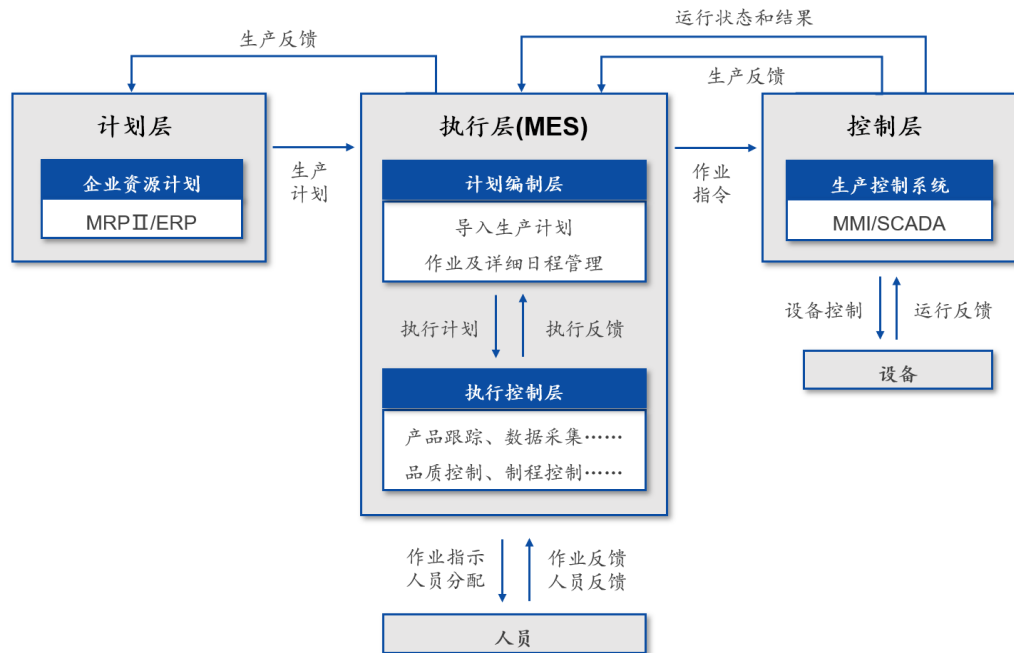 运行状态和结果
生产反馈
生产反馈
计划层
企业资源计划
MRPⅡ/ERP
生产
计划
执行层(MES)
计划编制层
导入生产计划
作业及详细日程管理
执行计划
执行反馈
执行控制层
产品跟踪、数据采集……
品质控制、制程控制……
作业
指令
控制层
生产控制系统
MMI/SCADA
设备控制
运行反馈
设备
作业指示
人员分配
作业反馈
人员反馈
人员